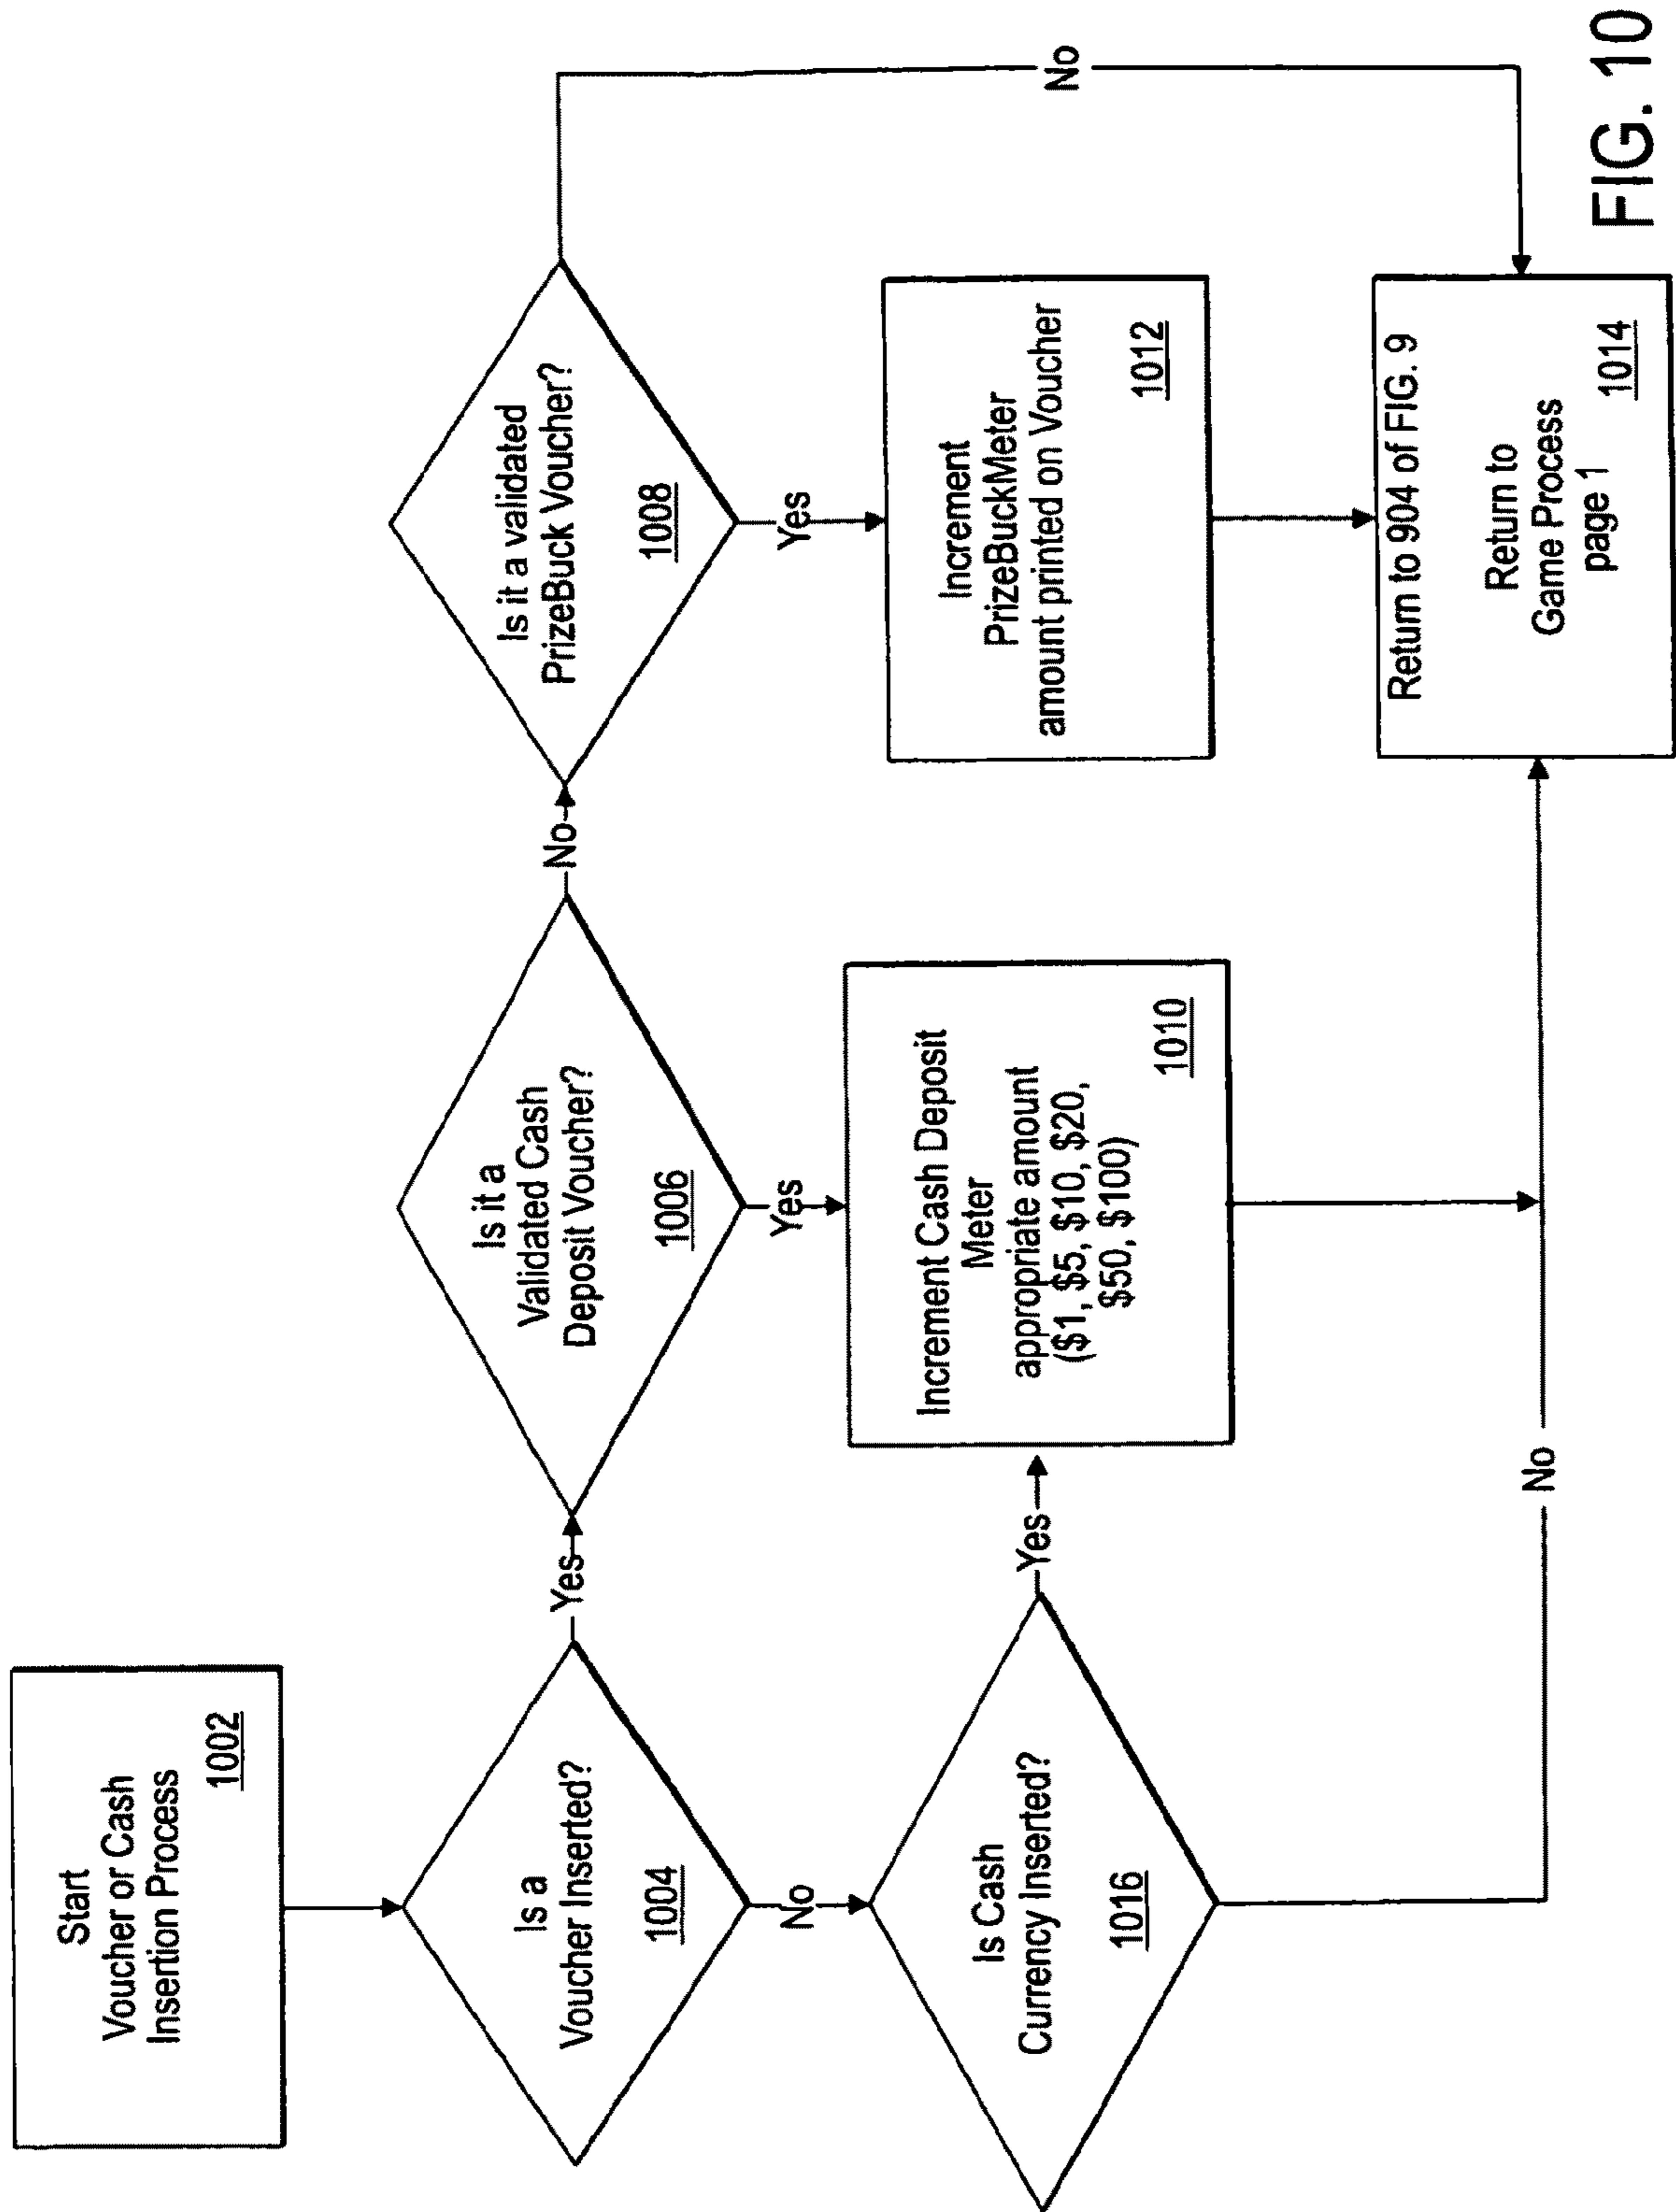 Start
Voucher or Cash
Insertion Process
1002
Is a
Voucher Inserted?
1004
Yes
No
Is it a
Validated Cash
Deposit Voucher?
1006
No
Yes
Is it a validated
PrizeBuck Voucher?
1008
Yes
No
Is Cash
Currency Inserted?
1016
Yes
No
Increment Cash Deposit
Meter
appropriate amount
($1, $5, $10, $20,
$50, $100)
1010
Increment
PrizeBuckMeter
amount printed on Voucher
1012
Return to 904 of FIG. 9
Return to
Game Process
page 1
1014
FIG. 10